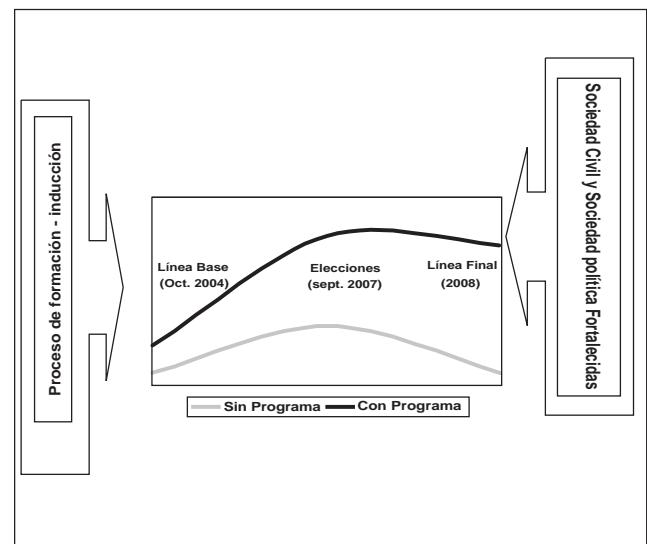 Proceso de formación - inducción
Línea Base
(Oct. 2004)
Elecciones
(sept. 2007)
Línea Final
(2008)
Sin Programa
Con Programa
Sociedad Civil y Sociedad política Fortalecidas